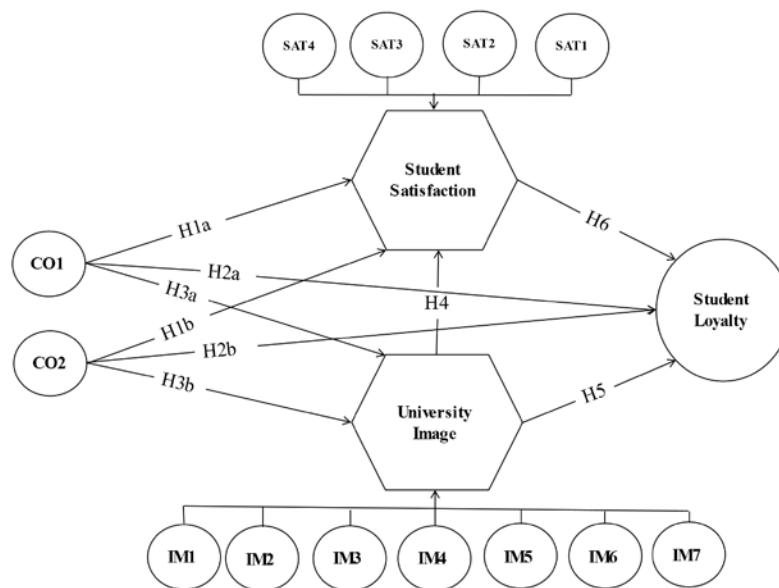 SAT4 SAT3 SAT2 SAT1
Student
Satisfaction
H1a
H6
CO1
H2a
H3a
H4
Student
Loyalty
H1b
CO2
H2b
H3b
University
Image
H5
IM1 IM2 IM3 IM4 IM5 IM6 IM7